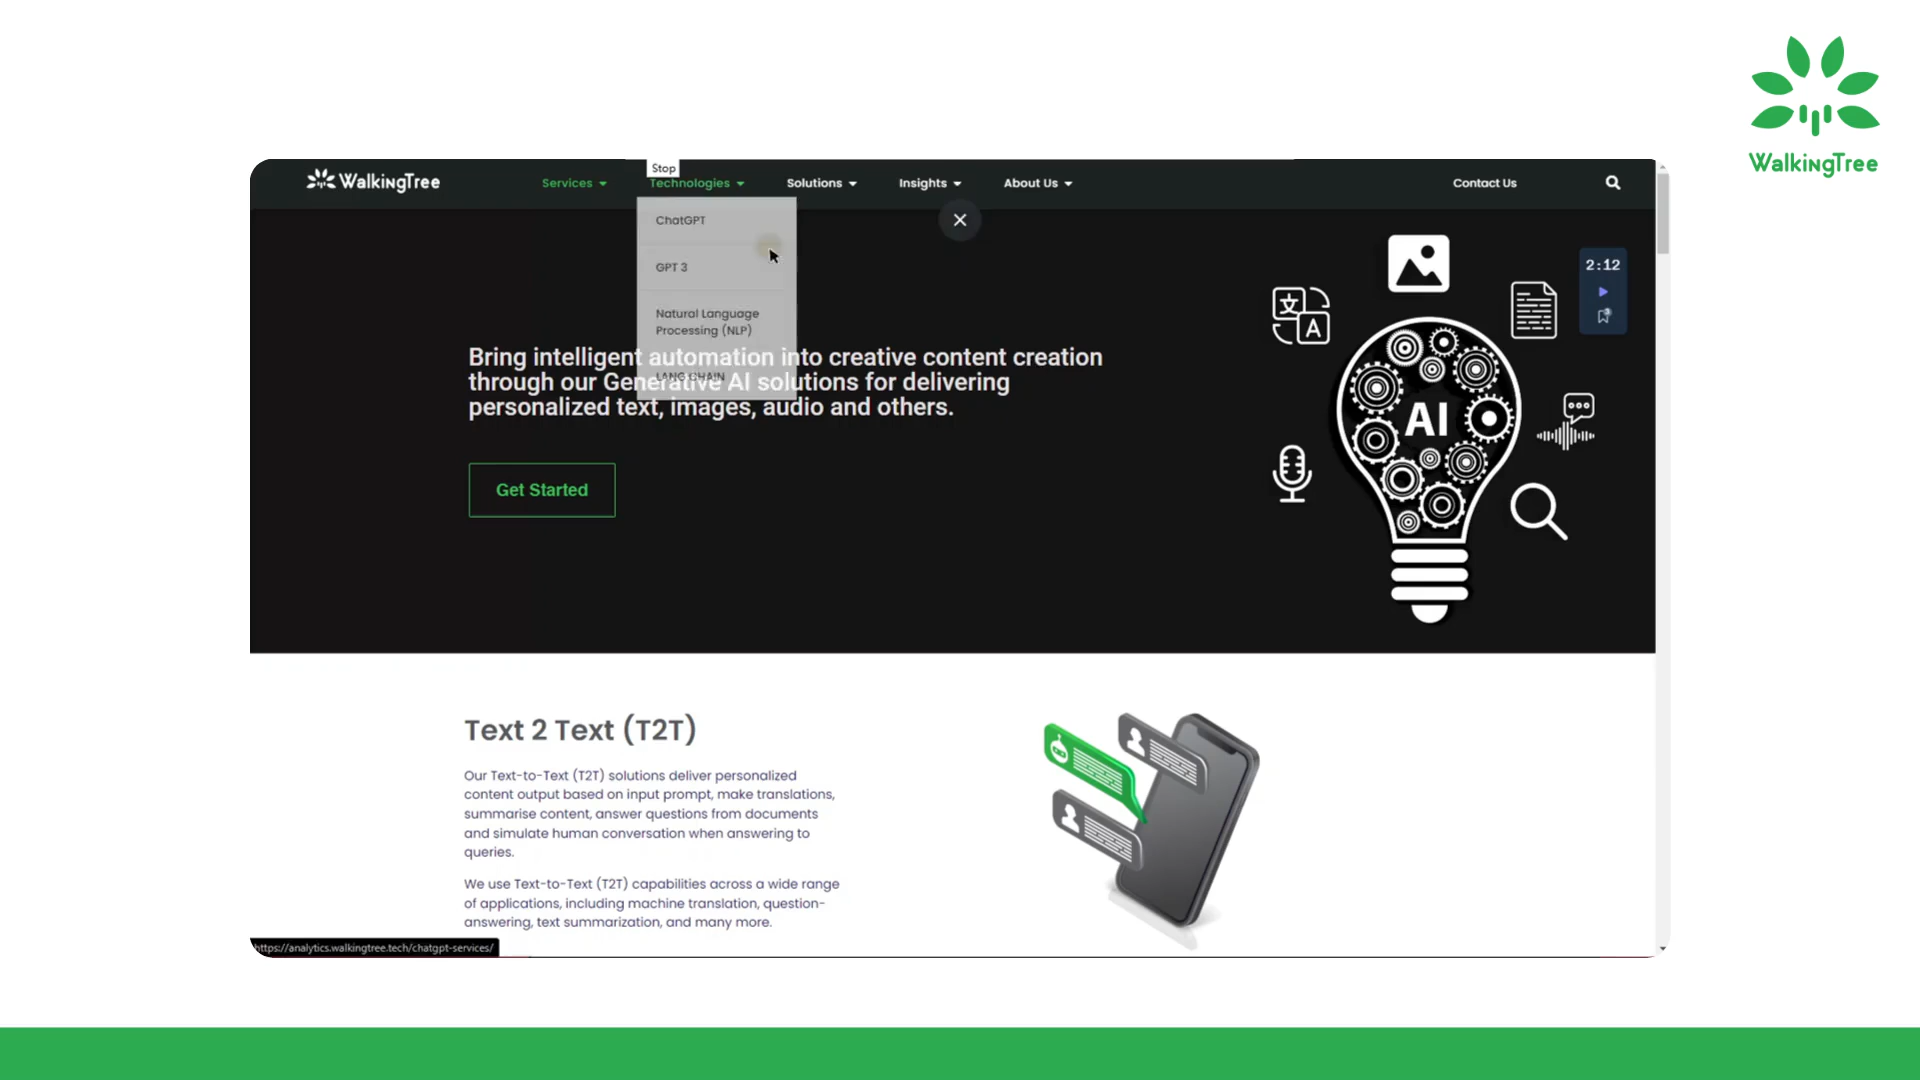 WalkingTree
Stop
WalkingTree
Services
Technologies
Solutions
Insights
About Us
Contact Us
ChatGPT
GPT 3
Natural Language
Processing (NLP)
LANG CHAIN
2:12
文
A
AI
Bring intelligent automation into creative content creation
through our Generative AI solutions for delivering
personalized text, images, audio and others.
Get Started
Text 2 Text (T2T)
Our Text-to-Text (T2T) solutions deliver personalized
content output based on input prompt, make translations,
summarise content, answer questions from documents
and simulate human conversation when answering to
queries.
We use Text-to-Text (T2T) capabilities across a wide range
of applications, including machine translation, question-
answering, text summarization, and many more.
https://analytics.walkingtree.tech/chatgpt-services/